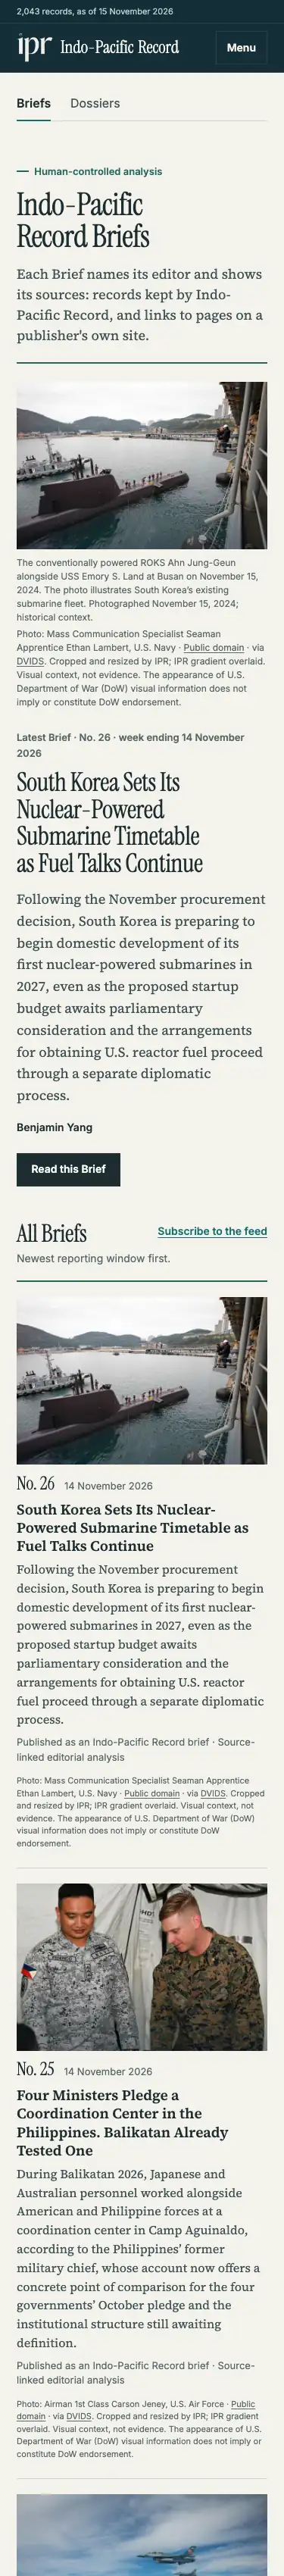 2,043 records, as of 15 November 2026
ipr Indo-Pacific Record
Menu
Briefs Dossiers
Human-controlled analysis
Indo-Pacific
Record Briefs
Each Brief names its editor and shows
its sources: records kept by Indo-
Pacific Record, and links to pages on a
publisher's own site.
The conventionally powered ROKS Ahn Jung-Geun
alongside USS Emory S. Land at Busan on November 15,
2024. The photo illustrates South Korea's existing
submarine fleet. Photographed November 15, 2024;
historical context.
Photo: Mass Communication Specialist Seaman
Apprentice Ethan Lambert, U.S. Navy · Public domain · via
DVIDS. Cropped and resized by IPR; IPR gradient overlaid.
Visual context, not evidence. The appearance of U.S.
Department of War (DoW) visual information does not
imply or constitute DoW endorsement.
Latest Brief · No. 26 · week ending 14 November
2026
South Korea Sets Its
Nuclear-Powered
Submarine Timetable
as Fuel Talks Continue
Following the November procurement
decision, South Korea is preparing to
begin domestic development of its
first nuclear-powered submarines in
2027, even as the proposed startup
budget awaits parliamentary
consideration and the arrangements
for obtaining U.S. reactor fuel proceed
through a separate diplomatic
process.
Benjamin Yang
Read this Brief
All Briefs
Subscribe to the feed
Newest reporting window first.
No. 26 14 November 2026
South Korea Sets Its Nuclear-
Powered Submarine Timetable as
Fuel Talks Continue
Following the November procurement
decision, South Korea is preparing to begin
domestic development of its first nuclear-
powered submarines in 2027, even as the
proposed startup budget awaits
parliamentary consideration and the
arrangements for obtaining U.S. reactor
fuel proceed through a separate diplomatic
process.
Published as an Indo-Pacific Record brief · Source-
linked editorial analysis
Photo: Mass Communication Specialist Seaman Apprentice
Ethan Lambert, U.S. Navy · Public domain · via DVIDS. Cropped
and resized by IPR; IPR gradient overlaid. Visual context, not
evidence. The appearance of U.S. Department of War (DoW)
visual information does not imply or constitute DoW
endorsement.
No. 25 14 November 2026
Four Ministers Pledge a
Coordination Center in the
Philippines. Balikatan Already
Tested One
During Balikatan 2026, Japanese and
Australian personnel worked alongside
American and Philippine forces at a
coordination center in Camp Aguinaldo,
according to the Philippines' former
military chief, whose account now offers a
concrete point of comparison for the four
governments' October pledge and the
institutional structure still awaiting
definition.
Published as an Indo-Pacific Record brief · Source-
linked editorial analysis
Photo: Airman 1st Class Carson Jeney, U.S. Air Force · Public
domain · via DVIDS. Cropped and resized by IPR; IPR gradient
overlaid. Visual context, not evidence. The appearance of U.S.
Department of War (DoW) visual information does not imply or
constitute DoW endorsement.